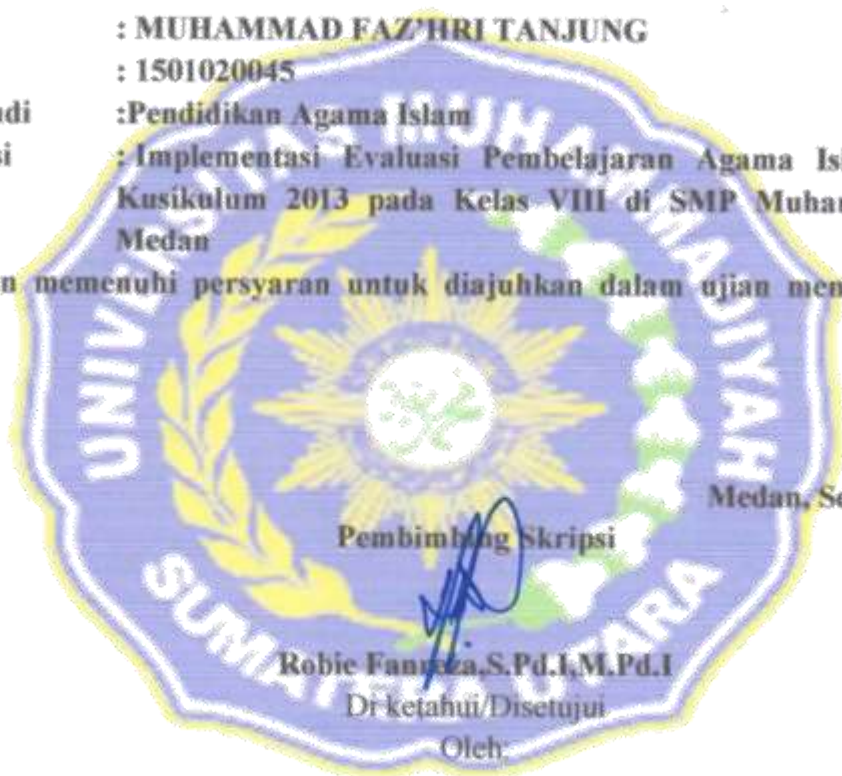 : MUHAMMAD FAZ'HRI TANJUNG
: 1501020045
di :Pendidikan Agama Islam
si : Implementasi Evaluasi Pembelajaran Agama Isl
Kusikulum 2013 pada Kelas VIII di SMP Muhar
Medan
n memenuhi persyaran untuk diajuhkan dalam ujian men
Medan, Se
Pembimbing Skripsi
Robie Fanreza,S.Pd.I,M.Pd.I
Di ketahui/Disetujui
Oleh:
UNIVERSITAS MUHAMMADIYAH
SUMATERA UTARA